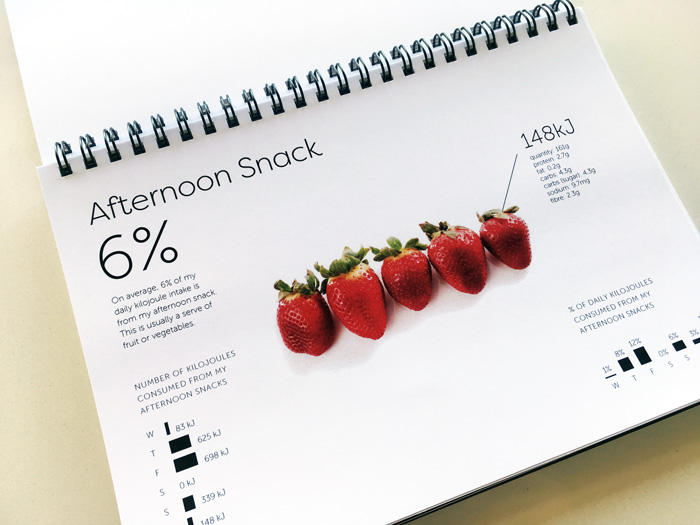 Afternoon Snack
6%
On average, 6% of my
daily kilojoule intake is
from my afternoon snack.
This is usually a serve of
fruit or vegetables.
148kJ
quantity: 161g
protein: 2.7g
fat: 0.2g
carbs: 4.3g
carbs (sugar): 4.3g
sodium: 9.7mg
fibre: 2.3g
NUMBER OF KILOJOULES
CONSUMED FROM MY
AFTERNOON SNACKS
W 83 kJ
T 625 kJ
F 698 kJ
S 0 kJ
S 339 kJ
148 kJ
% OF DAILY KILOJOULES
CONSUMED FROM MY
AFTERNOON SNACKS
1% 8% 12% 0% 6% 3%
W T F S S